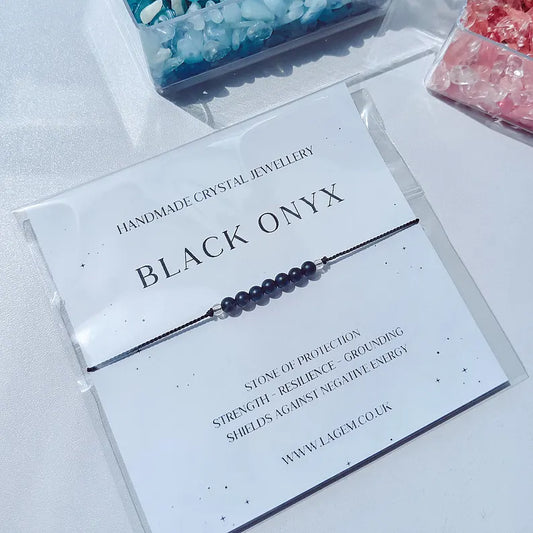 HANDMADE CRYSTAL JEWELLERY
BLACK ONYX
STONE OF PROTECTION
STRENGTH - RESILIENCE - GROUNDING
SHIELDS AGAINST NEGATIVE ENERGY
WWW.LAGEM.CO.UK